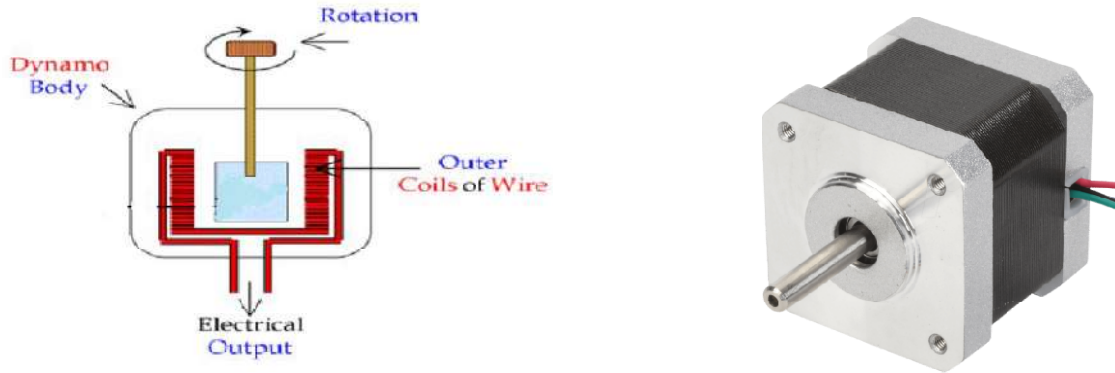 Rotation
Dynamo
Body
Outer
Coils of Wire
Electrical
Output